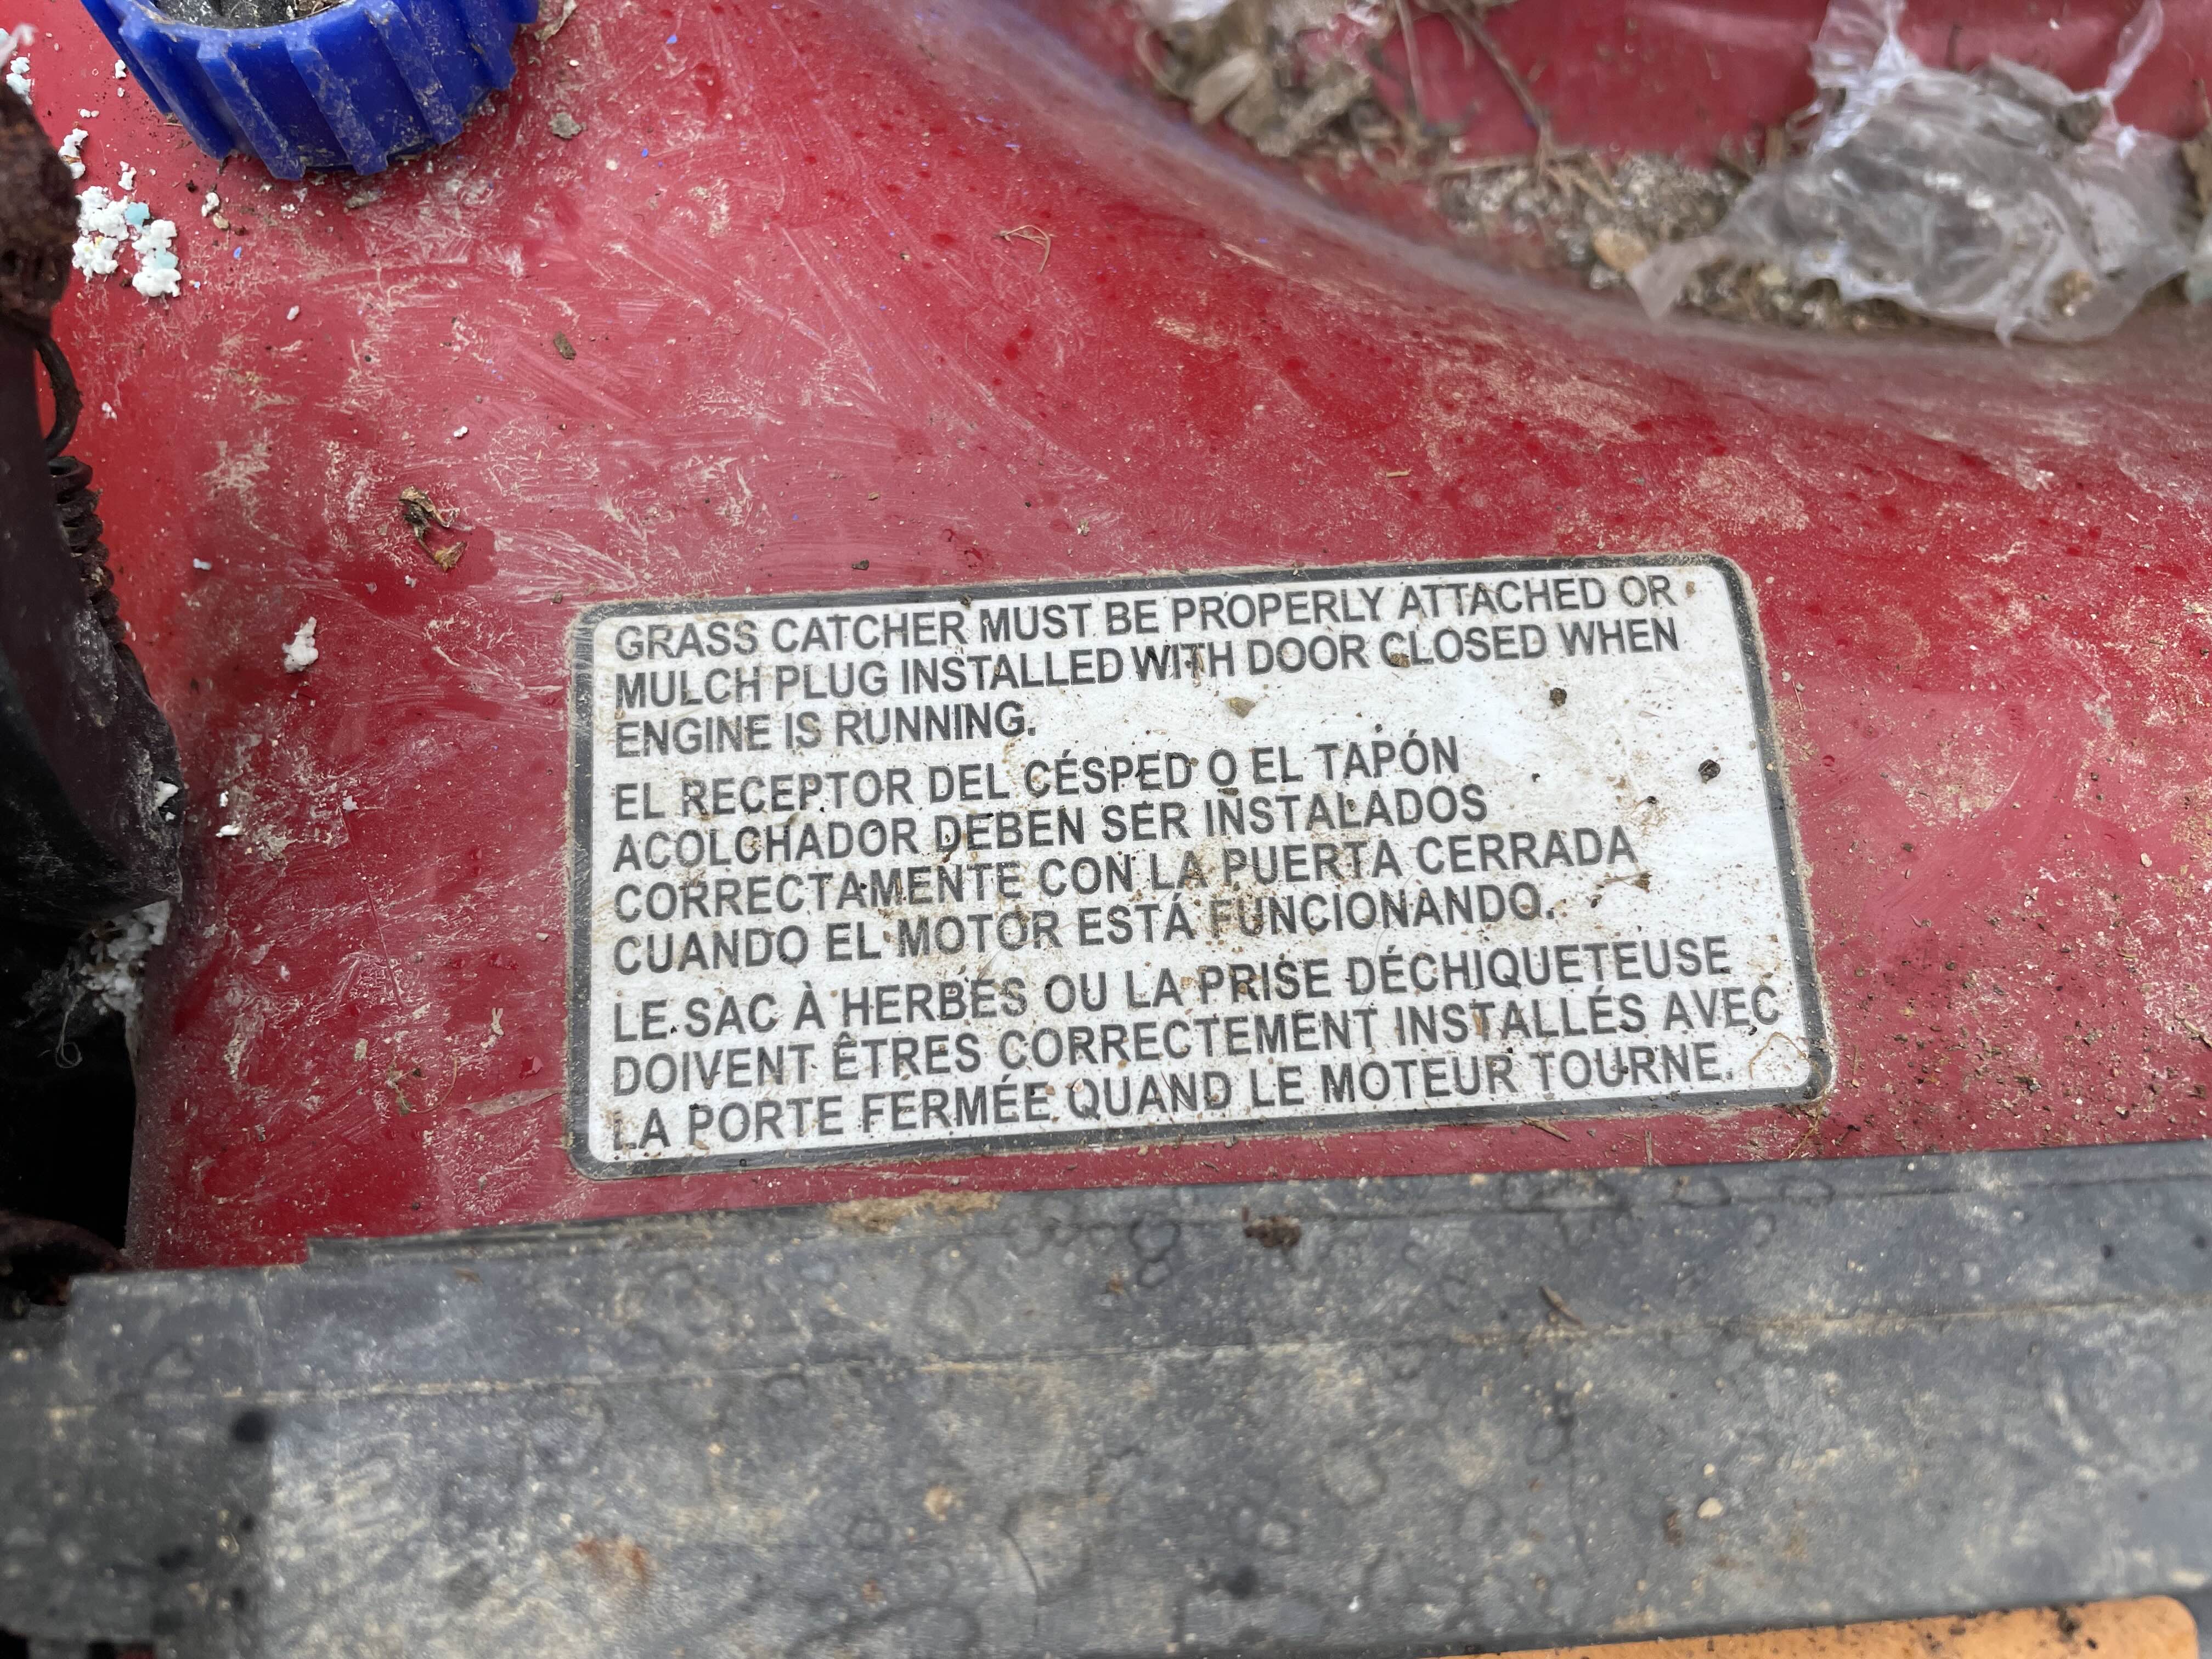 GRASS CATCHER MUST BE PROPERLY ATTACHED OR
MULCH PLUG INSTALLED WITH DOOR CLOSED WHEN
ENGINE IS RUNNING.
EL RECEPTOR DEL CÉSPED O EL TAPÓN
ACOLCHADOR DEBEN SER INSTALADOS
CORRECTAMENTE CON LA PUERTA CERRADA
CUANDO EL MOTOR ESTÁ FUNCIONANDO.
LE SAC À HERBES OU LA PRISE DÉCHIQUETEUSE
DOIVENT ÊTRES CORRECTEMENT INSTALLÉS AVEC
LA PORTE FERMÉE QUAND LE MOTEUR TOURNE.